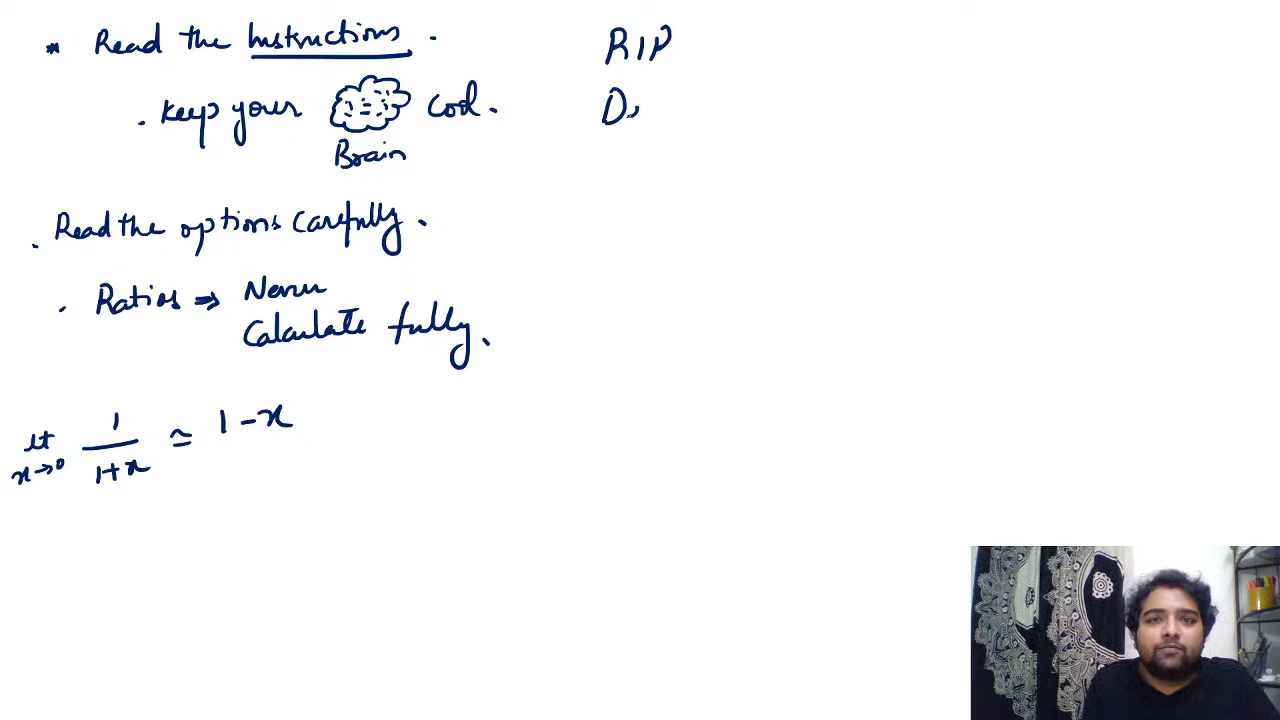 * Read the Instructions .
. Keep your cool .
Brain
. Read the options carefully .
. Ratios ⇒ Never
Calculate fully .
lt x→0 1/(1+x) ≃ 1-x
RIP
D